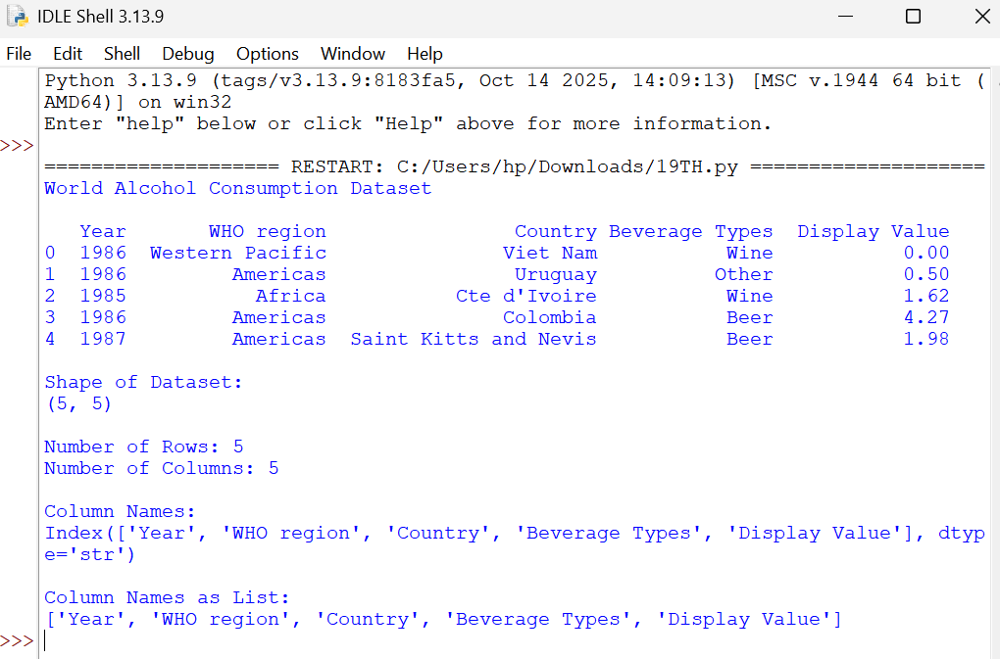 IDLE Shell 3.13.9
File Edit Shell Debug Options Window Help
Python 3.13.9 (tags/v3.13.9:8183fa5, Oct 14 2025, 14:09:13) [MSC v.1944 64 bit (
AMD64)] on win32
Enter "help" below or click "Help" above for more information.
>>>
==================== RESTART: C:/Users/hp/Downloads/19TH.py ====================
World Alcohol Consumption Dataset
   Year       WHO region                Country Beverage Types  Display Value
0  1986  Western Pacific               Viet Nam           Wine           0.00
1  1986         Americas                Uruguay          Other           0.50
2  1985           Africa            Cte d'Ivoire           Wine           1.62
3  1986         Americas               Colombia           Beer           4.27
4  1987         Americas  Saint Kitts and Nevis           Beer           1.98
Shape of Dataset:
(5, 5)
Number of Rows: 5
Number of Columns: 5
Column Names:
Index(['Year', 'WHO region', 'Country', 'Beverage Types', 'Display Value'], dtyp
e='str')
Column Names as List:
['Year', 'WHO region', 'Country', 'Beverage Types', 'Display Value']
>>>